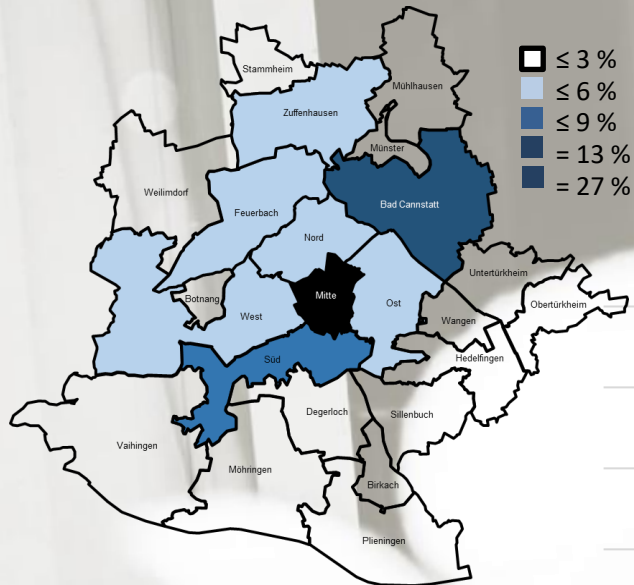 Stammheim
Mühlhausen
Zuffenhausen
Münster
Weilimdorf
Bad Cannstatt
Feuerbach
Nord
Untertürkheim
Botnang
Mitte
Ost
Obertürkheim
West
Wangen
Süd
Hedelfingen
Degerloch
Sillenbuch
Vaihingen
Möhringen
Birkach
Plieningen
≤ 3 %
≤ 6 %
≤ 9 %
= 13 %
= 27 %